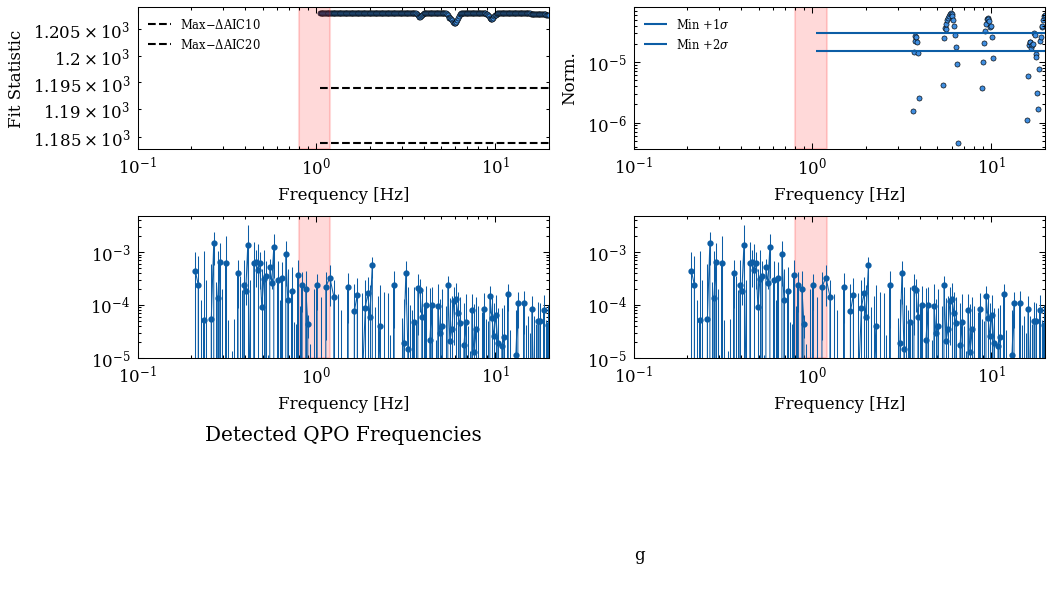 Fit Statistic
1.205 × 10³
1.2 × 10³
1.195 × 10³
1.19 × 10³
1.185 × 10³
Max−ΔAIC10
Max−ΔAIC20
10⁻¹ 10⁰ 10¹
Frequency [Hz]
Norm.
10⁻⁵
10⁻⁶
Min +1σ
Min +2σ
10⁻¹ 10⁰ 10¹
Frequency [Hz]
10⁻³
10⁻⁴
10⁻⁵
10⁻¹ 10⁰ 10¹
Frequency [Hz]
10⁻³
10⁻⁴
10⁻⁵
10⁻¹ 10⁰ 10¹
Frequency [Hz]
Detected QPO Frequencies
g